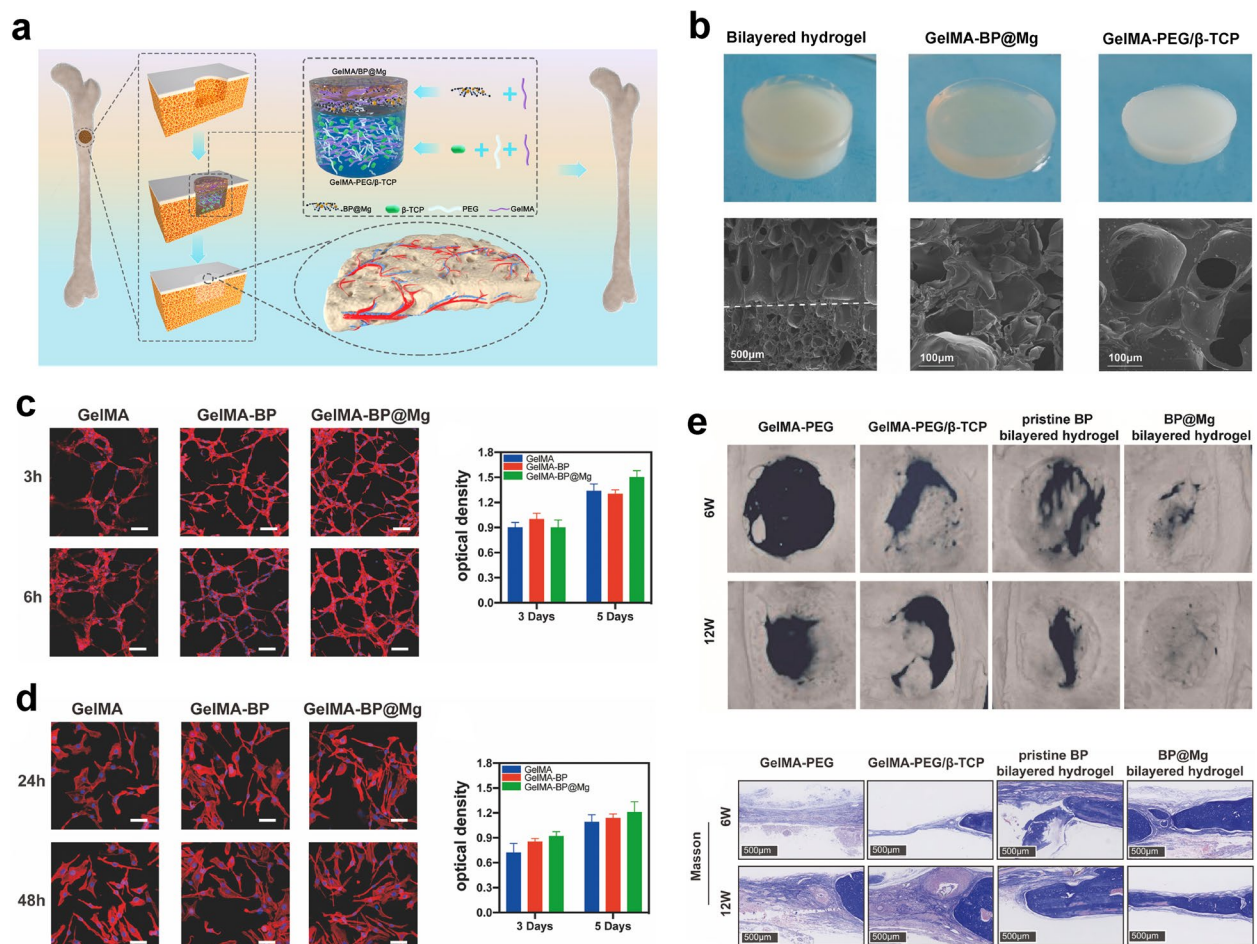 a
GelMA/BP@Mg
GelMA-PEG/β-TCP
BP@Mg
β-TCP
PEG
GelMA
b
Bilayered hydrogel
GelMA-BP@Mg
GelMA-PEG/β-TCP
500μm
100μm
100μm
c
GelMA
GelMA-BP
GelMA-BP@Mg
3h
6h
optical density
1.8
1.5
1.2
0.9
0.6
0.3
0.0
GelMA
GelMA-BP
GelMA-BP@Mg
3 Days
5 Days
d
GelMA
GelMA-BP
GelMA-BP@Mg
24h
48h
optical density
1.8
1.5
1.2
0.9
0.6
0.3
0.0
GelMA
GelMA-BP
GelMA-BP@Mg
3 Days
5 Days
e
GelMA-PEG
GelMA-PEG/β-TCP
pristine BP
bilayered hydrogel
BP@Mg
bilayered hydrogel
6W
12W
GelMA-PEG
GelMA-PEG/β-TCP
pristine BP
bilayered hydrogel
BP@Mg
bilayered hydrogel
Masson
6W
500μm
500μm
500μm
500μm
12W
500μm
500μm
500μm
500μm